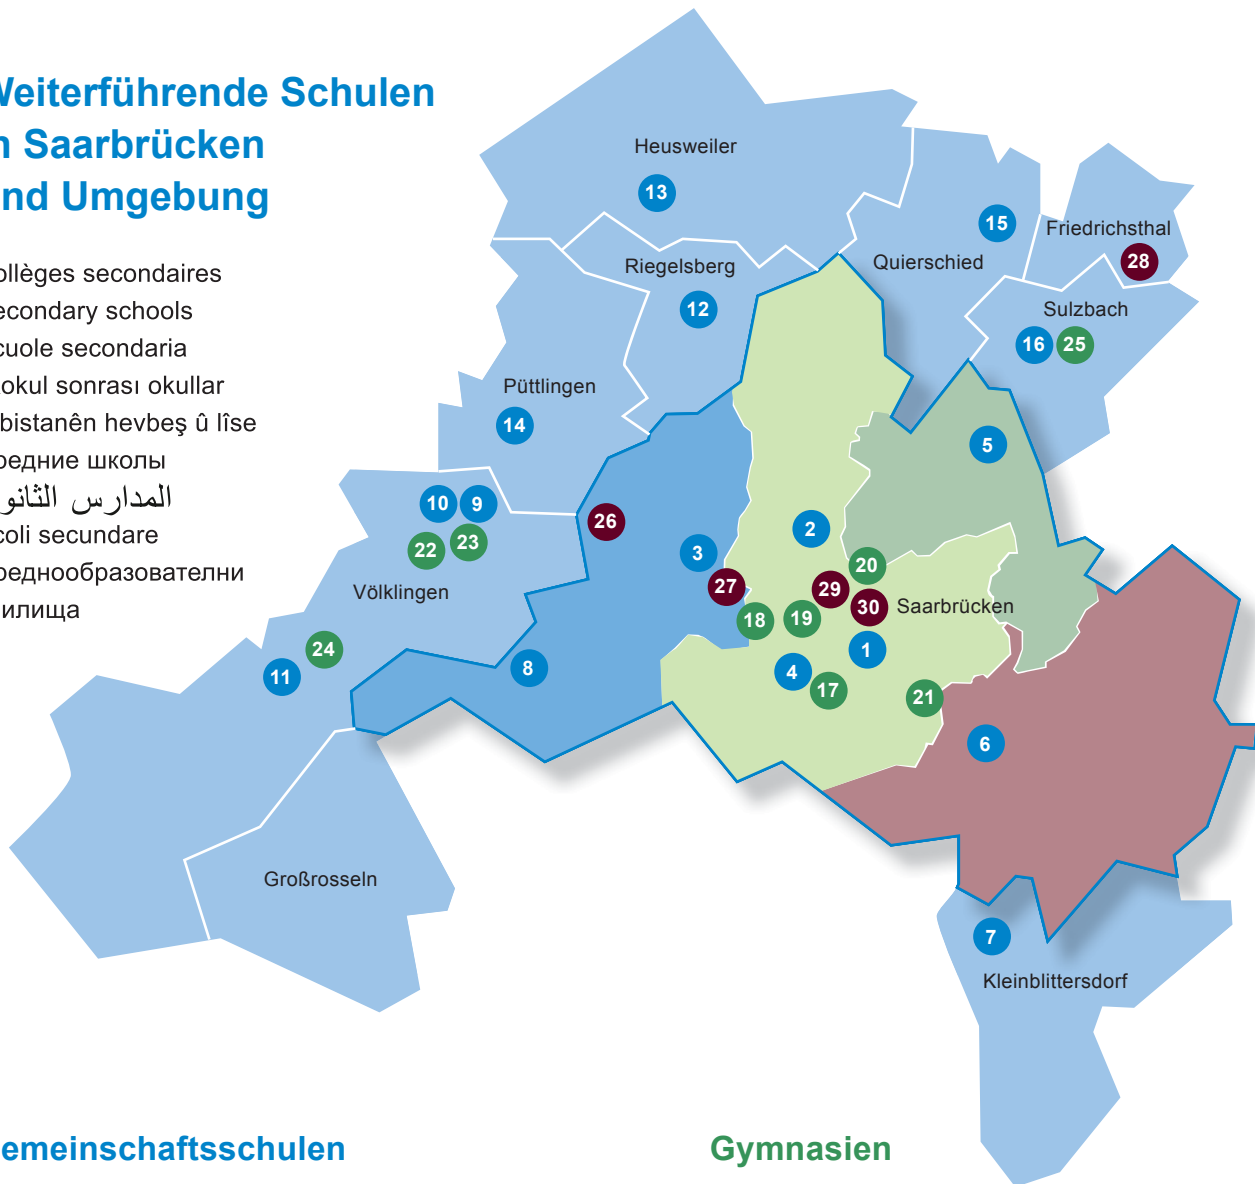 Weiterführende Schulen
n Saarbrücken
nd Umgebung
ollèges secondaires
econdary schools
cuole secondaria
okul sonrası okullar
bistanên hevbeş û lîse
редние школы
المدارس الثانو
coli secundare
реднообразователни
илища
Heusweiler
13
15
Friedrichsthal
28
Quierschied
Riegelsberg
12
Sulzbach
16 25
Püttlingen
14
5
10 9
26
2
22 23
3
20
Völklingen
27
29
30
Saarbrücken
18
19
24
11
1
8
4
17
21
6
Großrosseln
7
Kleinblittersdorf
emeinschaftsschulen
Gymnasien